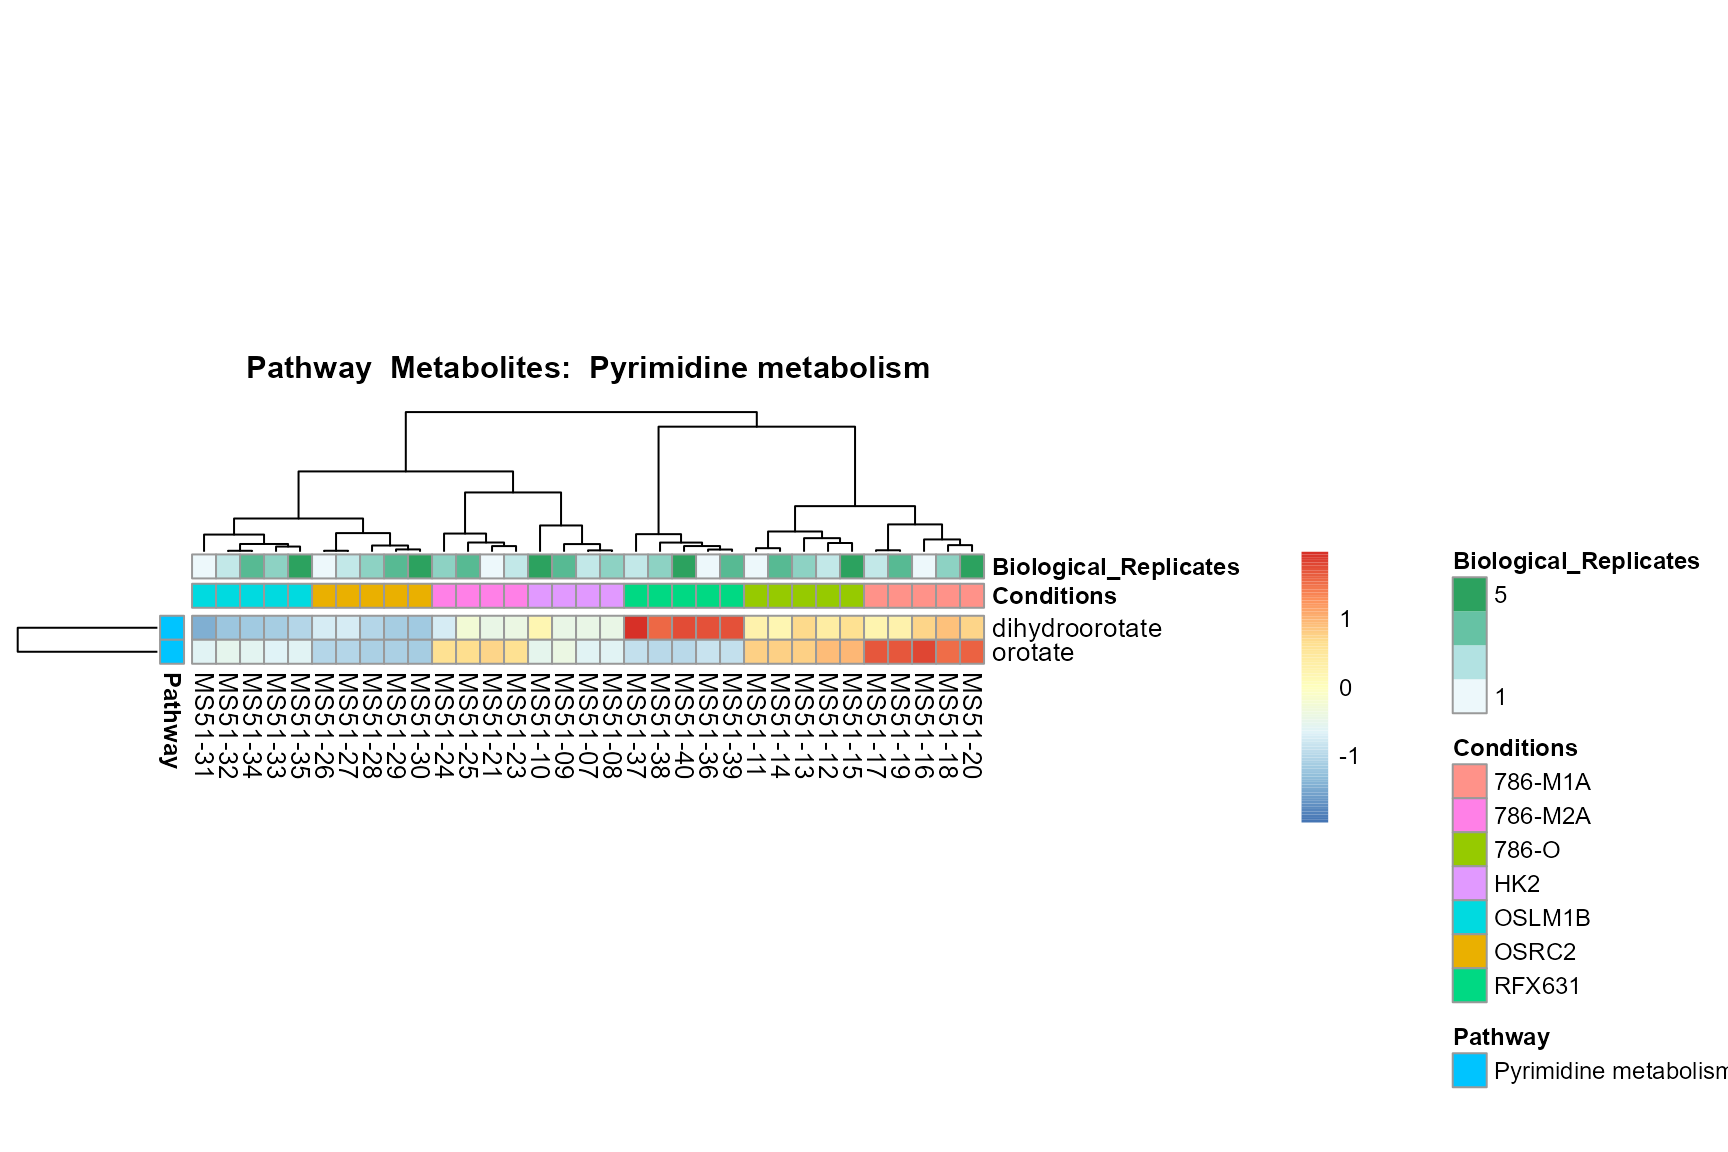 Pathway  Metabolites:  Pyrimidine metabolism
Biological_Replicates
Conditions
dihydroorotate
orotate
Pathway
MS51-31
MS51-32
MS51-34
MS51-33
MS51-35
MS51-26
MS51-27
MS51-28
MS51-29
MS51-30
MS51-24
MS51-25
MS51-21
MS51-23
MS51-10
MS51-09
MS51-07
MS51-08
MS51-37
MS51-38
MS51-40
MS51-36
MS51-39
MS51-11
MS51-14
MS51-13
MS51-12
MS51-15
MS51-17
MS51-19
MS51-16
MS51-18
MS51-20
1
0
-1
Biological_Replicates
5
1
Conditions
786-M1A
786-M2A
786-O
HK2
OSLM1B
OSRC2
RFX631
Pathway
Pyrimidine metabolism